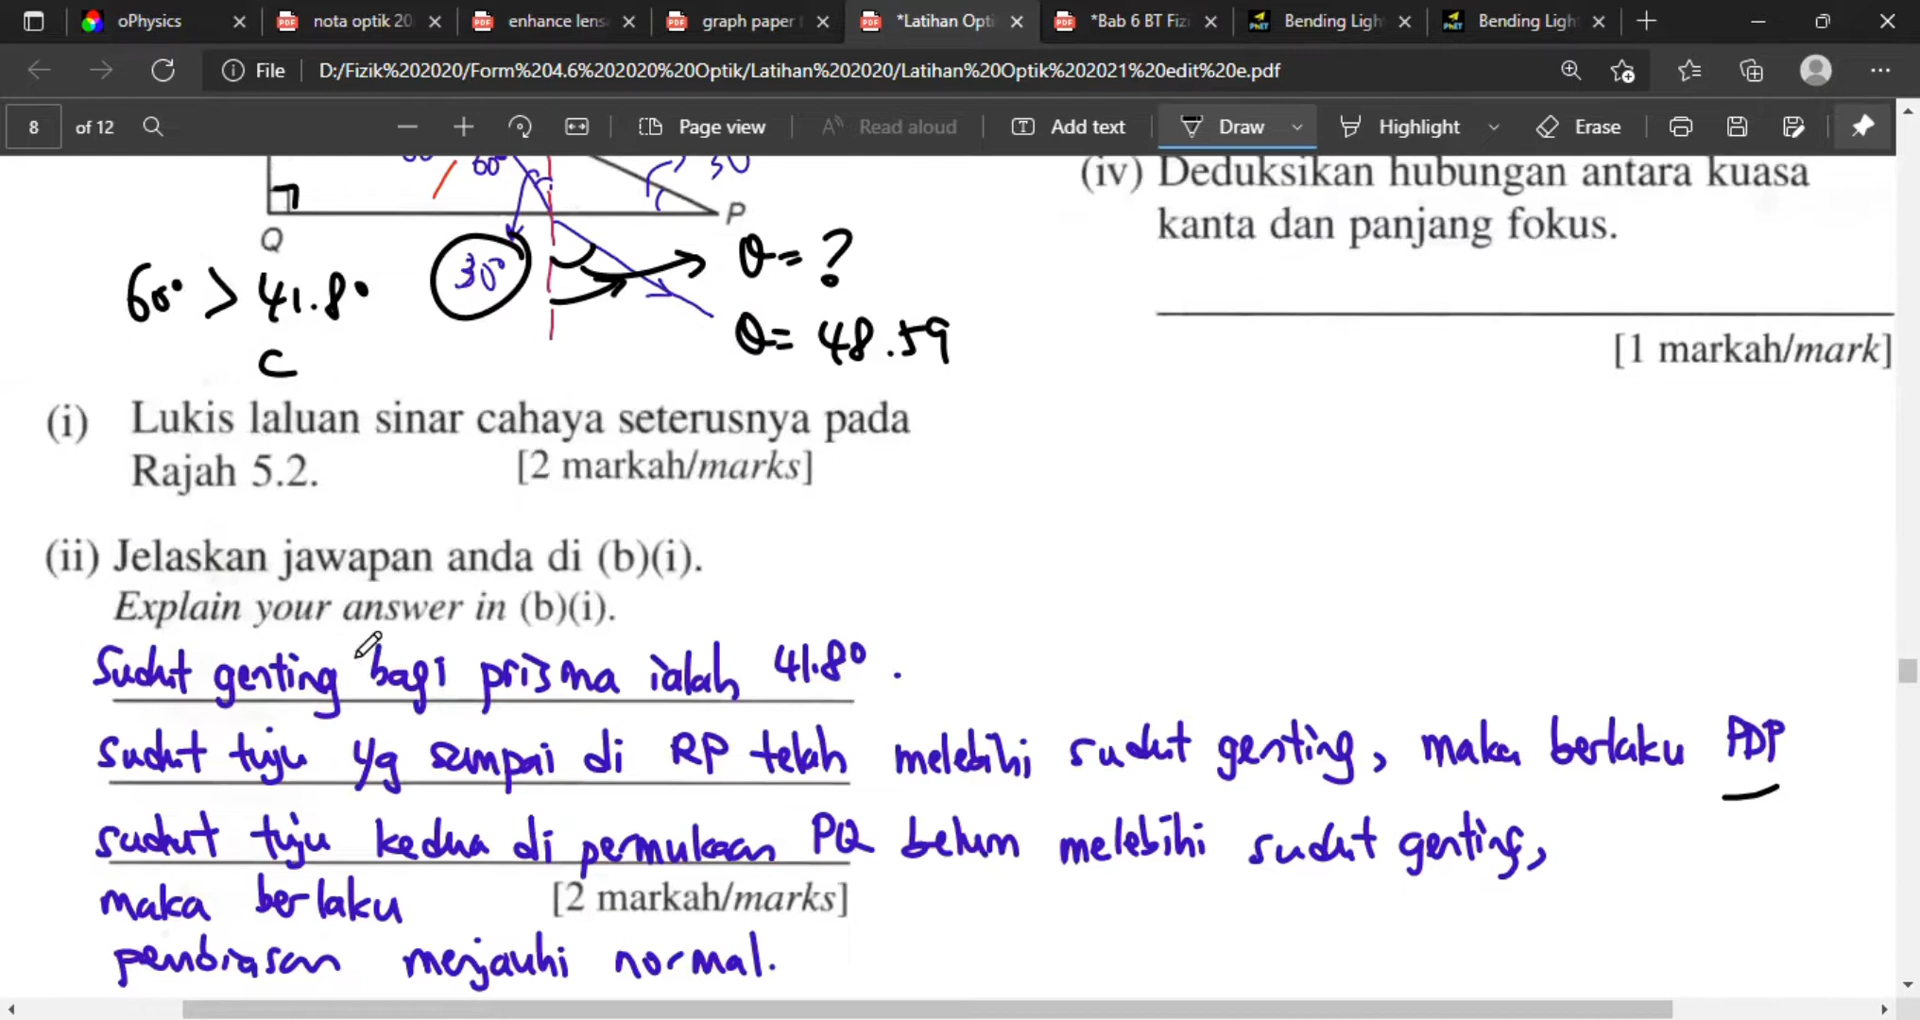 oPhysics
nota optik 20
enhance lens
graph paper f
*Latihan Opti
*Bab 6 BT Fizi
Bending Ligh
Bending Ligh
File
D:/Fizik%202020/Form%204.6%202020%20Optik/Latihan%202020/Latihan%20Optik%202021%20edit%20e.pdf
8 of 12
Page view
Read aloud
Add text
Draw
Highlight
Erase
60°
30
P
Q
30°
θ = ?
60° > 41.8°
c
θ = 48.59
(i) Lukis laluan sinar cahaya seterusnya pada
Rajah 5.2. [2 markah/marks]
(ii) Jelaskan jawapan anda di (b)(i).
Explain your answer in (b)(i).
Sudut genting bagi prisma ialah 41.8°.
sudut tuju yg sampai di RP telah melebihi sudut genting, maka berlaku PDP
sudut tuju kedua di permukaan PQ belum melebihi sudut genting,
maka berlaku [2 markah/marks]
pembiasan menjauhi normal.
(iv) Deduksikan hubungan antara kuasa
kanta dan panjang fokus.
[1 markah/mark]